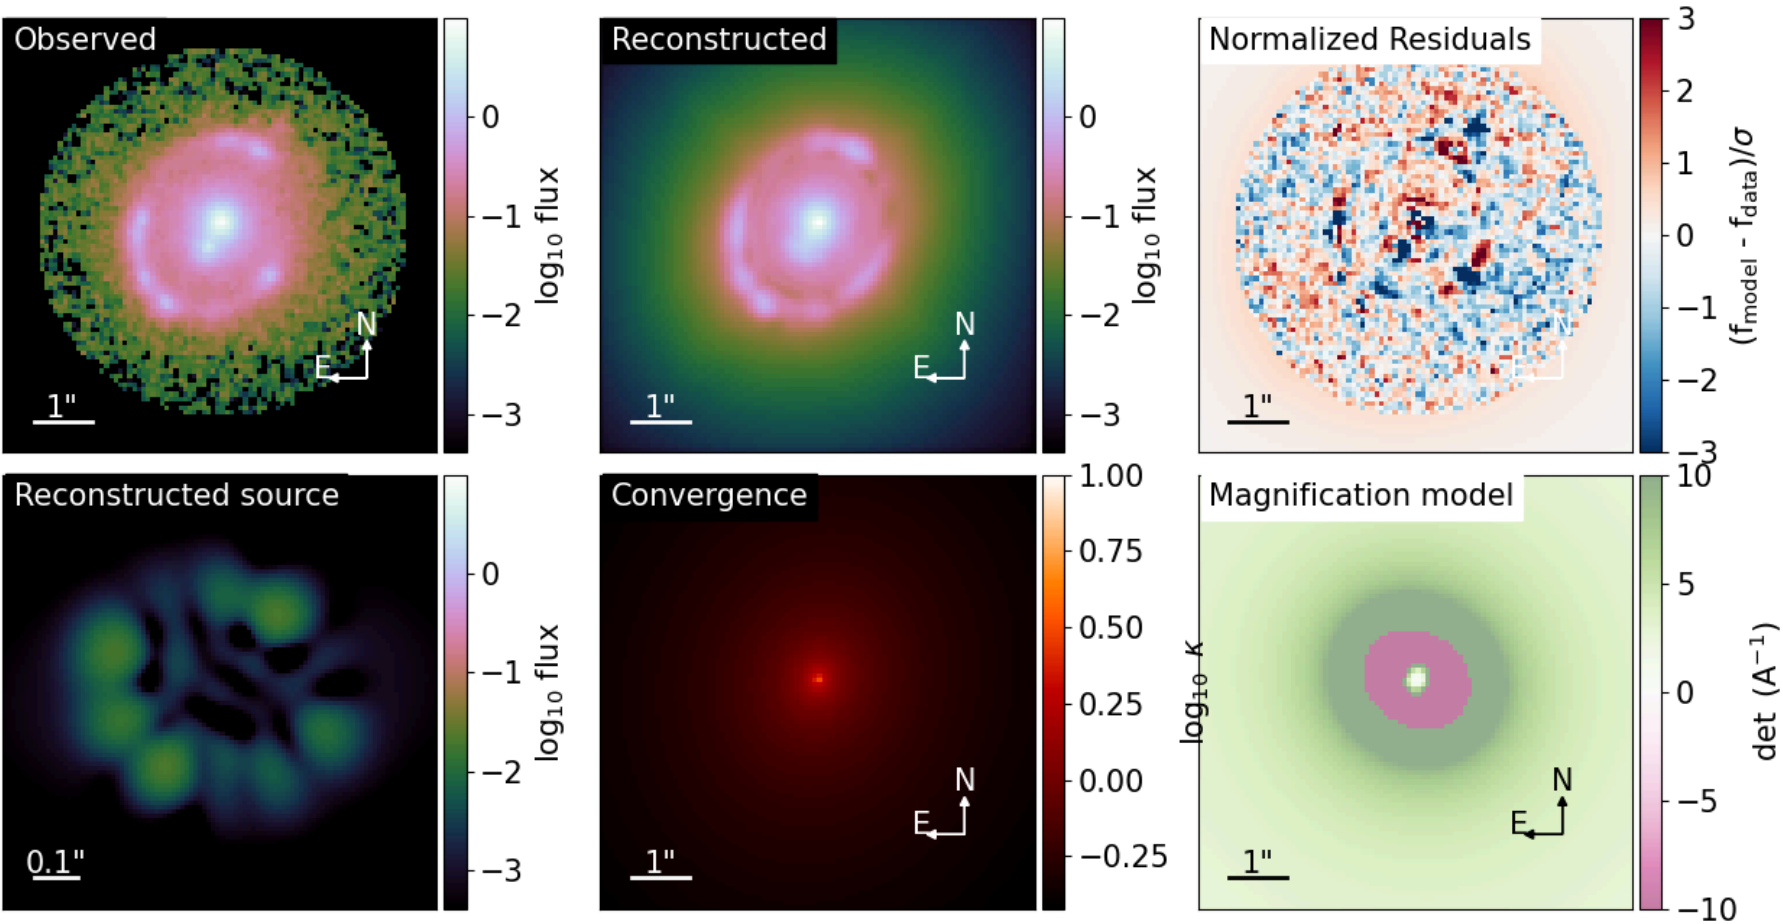 Observed
N
E
1"
0
−1
−2
−3
log₁₀ flux
Reconstructed
N
E
1"
0
−1
−2
−3
log₁₀ flux
Normalized Residuals
N
E
1"
3
2
1
0
−1
−2
−3
(f_model - f_data)/σ
Reconstructed source
0.1"
0
−1
−2
−3
log₁₀ flux
Convergence
N
E
1"
1.00
0.75
0.50
0.25
0.00
−0.25
log₁₀ κ
Magnification model
N
E
1"
10
5
0
−5
−10
det (A⁻¹)